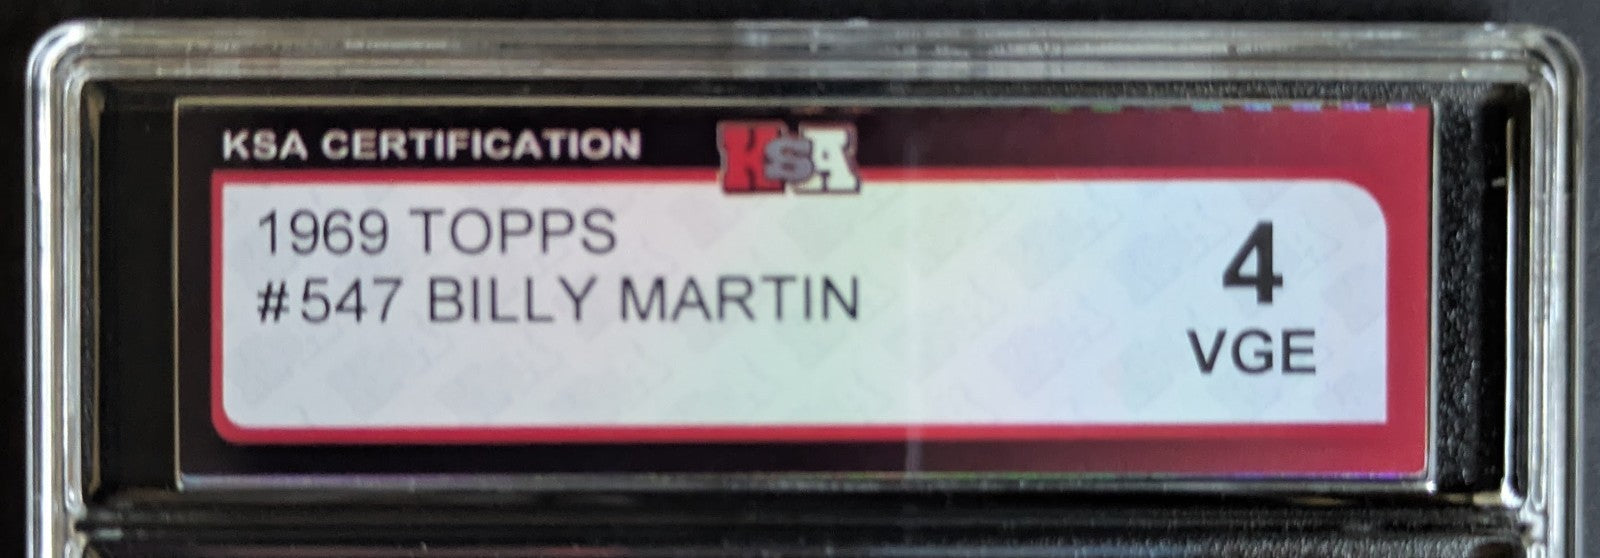 KSA CERTIFICATION
KSA
1969 TOPPS
#547 BILLY MARTIN
4
VGE